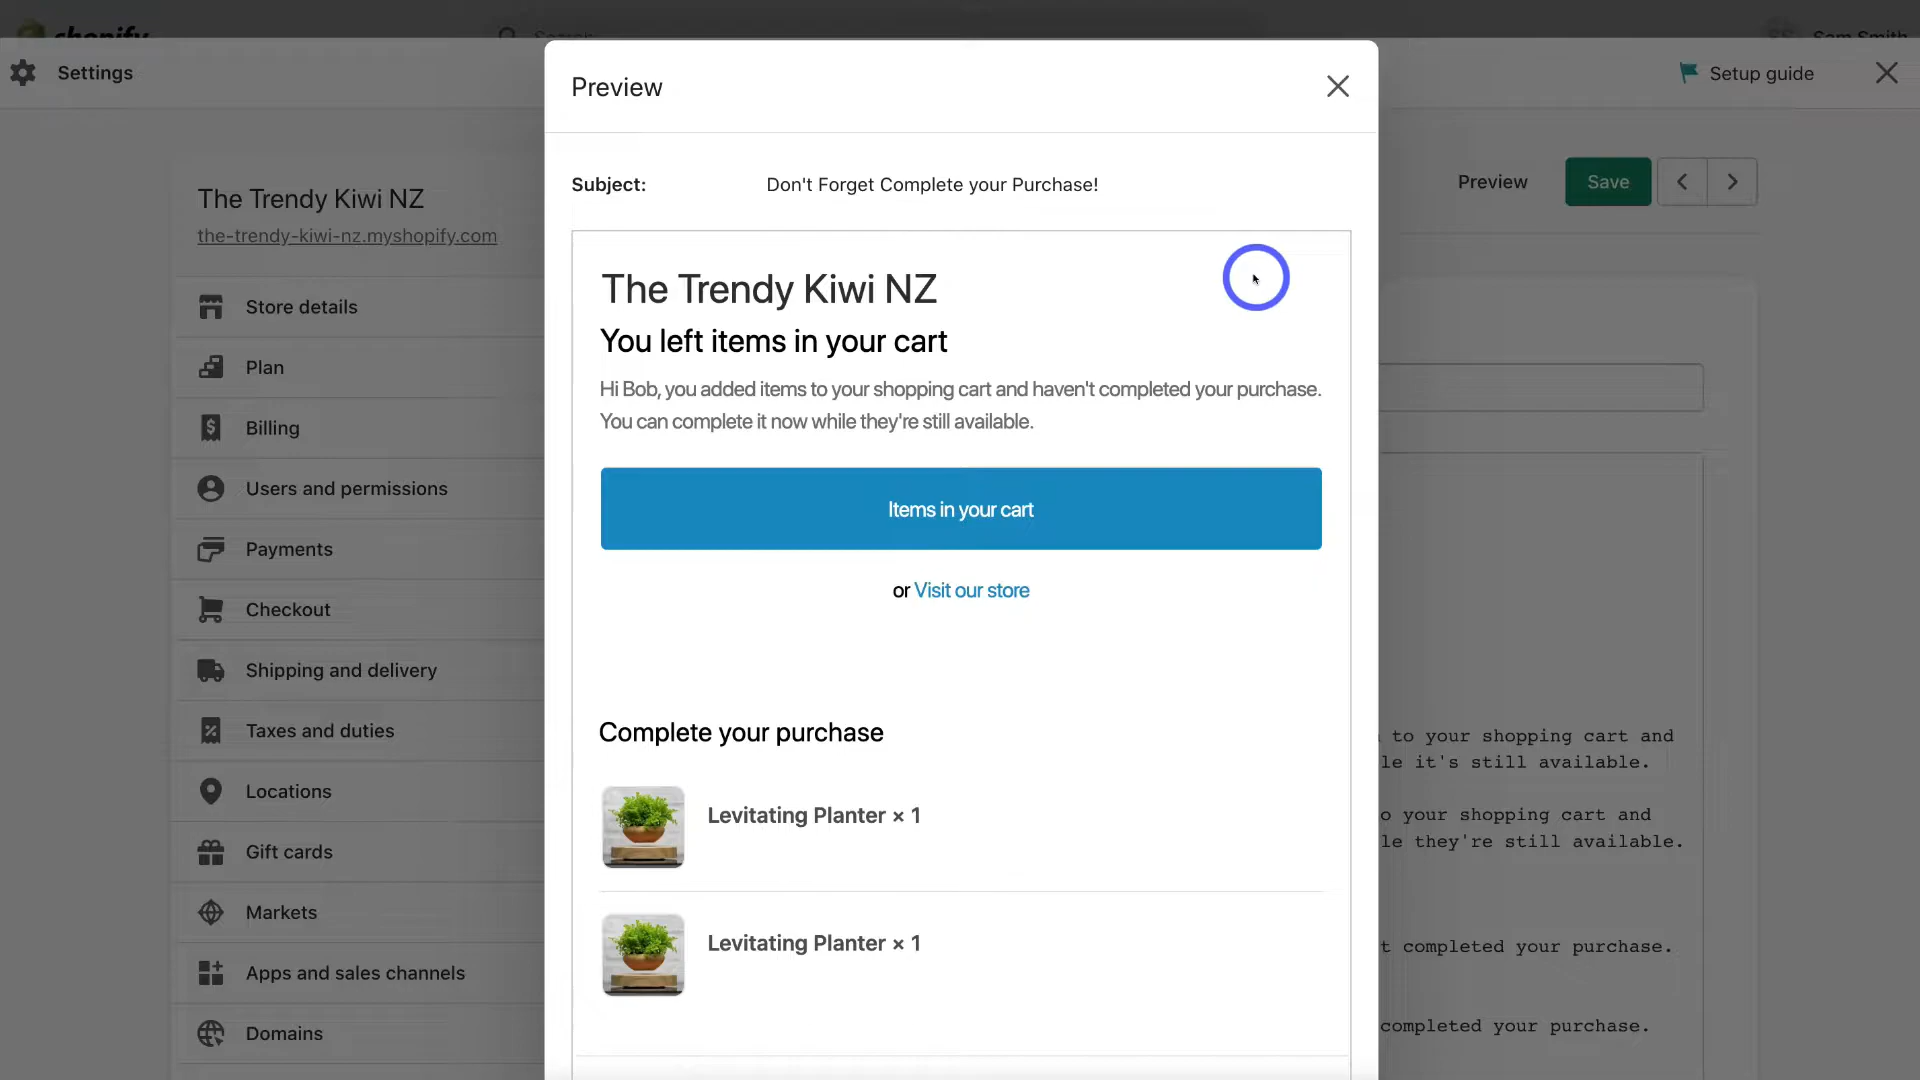 shopify
Search
Sam Smith
Settings
Setup guide
Preview
Subject:
Don't Forget Complete your Purchase!
The Trendy Kiwi NZ
the-trendy-kiwi-nz.myshopify.com
Store details
Plan
Billing
Users and permissions
Payments
Checkout
Shipping and delivery
Taxes and duties
Locations
Gift cards
Markets
Apps and sales channels
Domains
The Trendy Kiwi NZ
You left items in your cart
Hi Bob, you added items to your shopping cart and haven't completed your purchase.
You can complete it now while they're still available.
Items in your cart
or Visit our store
Complete your purchase
Levitating Planter × 1
Levitating Planter × 1
Preview
Save
to your shopping cart and
le it's still available.
o your shopping cart and
le they're still available.
t completed your purchase.
completed your purchase.